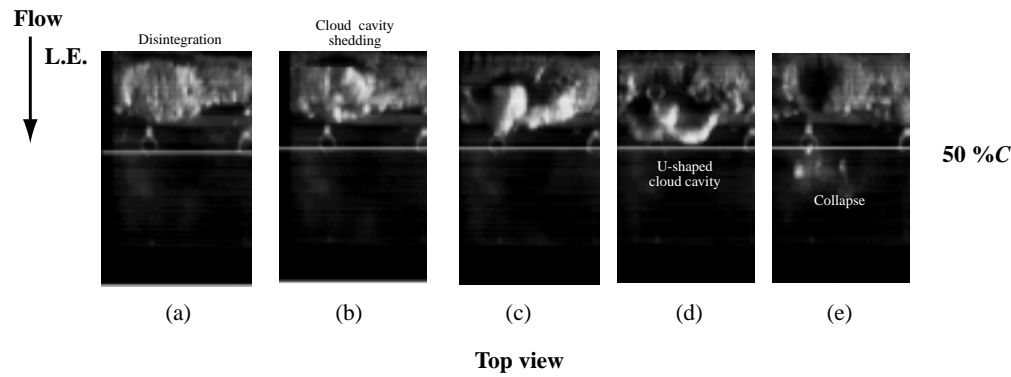 Flow
L.E.
Disintegration
Cloud cavity
shedding
U-shaped
cloud cavity
Collapse
50 %C
(a)
(b)
(c)
(d)
(e)
Top view